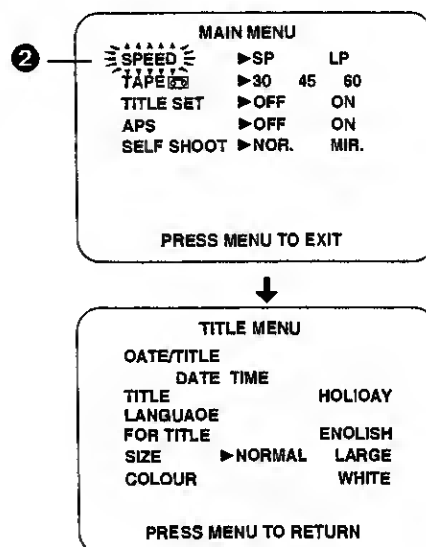 MAIN MENU
2 SPEED ►SP LP
TAPE ►30 45 60
TITLE SET ►OFF ON
APS ►OFF ON
SELF SHOOT ►NOR. MIR.
PRESS MENU TO EXIT
TITLE MENU
OATE/TITLE
DATE TIME
TITLE HOLIOAY
LANGUAOE
FOR TITLE ENOLISH
SIZE ►NORMAL LARGE
COLOUR WHITE
PRESS MENU TO RETURN